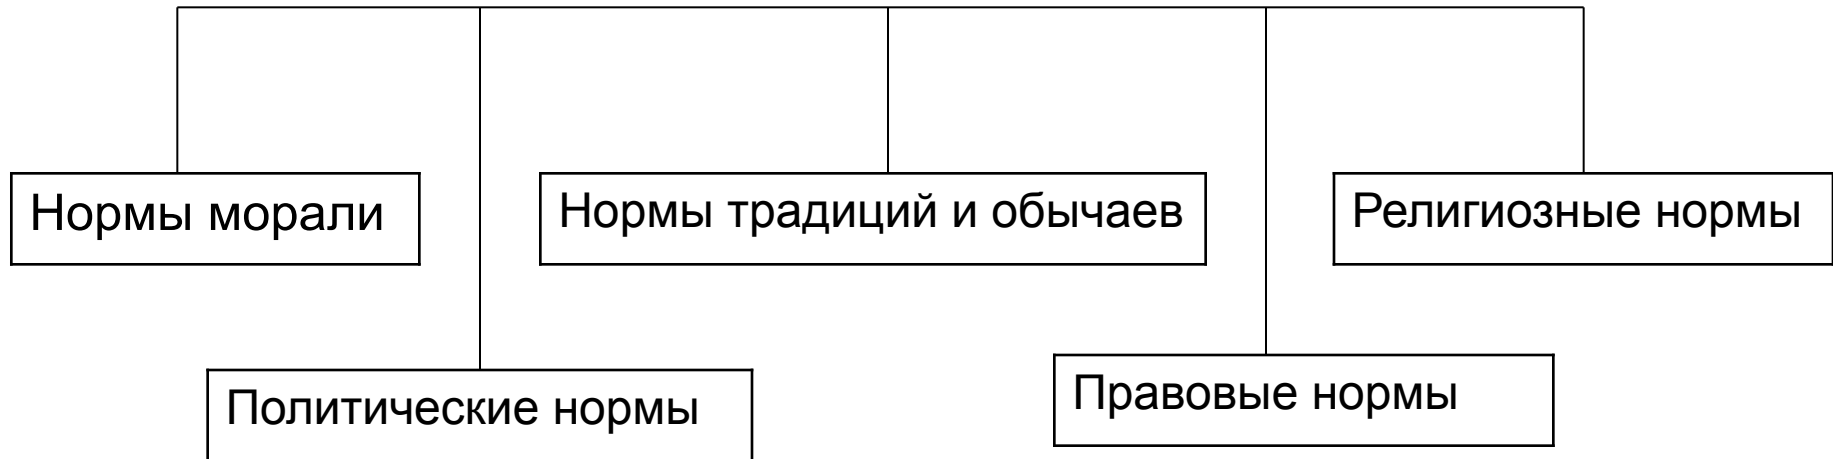 Нормы морали
Нормы традиций и обычаев
Религиозные нормы
Политические нормы
Правовые нормы